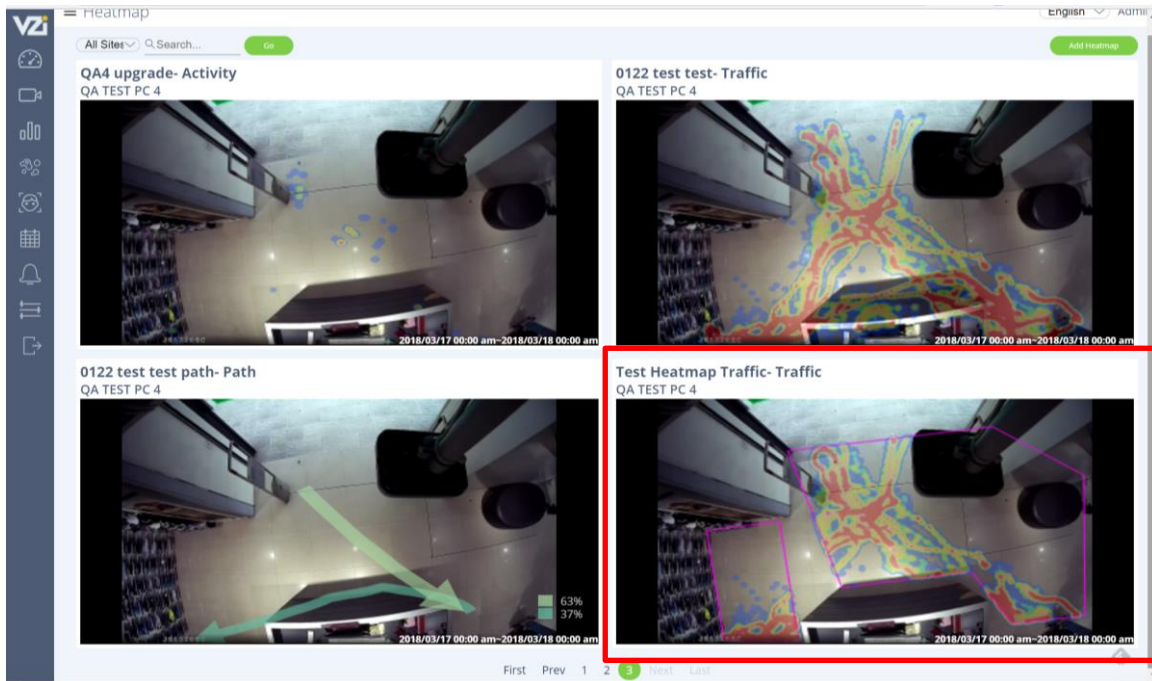 VZi
Heatmap
English
Admi
All Sites
Search...
Go
Add Heatmap
QA4 upgrade- Activity
QA TEST PC 4
2018/03/17 00:00 am~2018/03/18 00:00 am
0122 test test- Traffic
QA TEST PC 4
2018/03/17 00:00 am~2018/03/18 00:00 am
0122 test test path- Path
QA TEST PC 4
63%
37%
2018/03/17 00:00 am~2018/03/18 00:00 am
Test Heatmap Traffic- Traffic
QA TEST PC 4
2018/03/17 00:00 am~2018/03/18 00:00 am
First Prev 1 2 3 Next Last